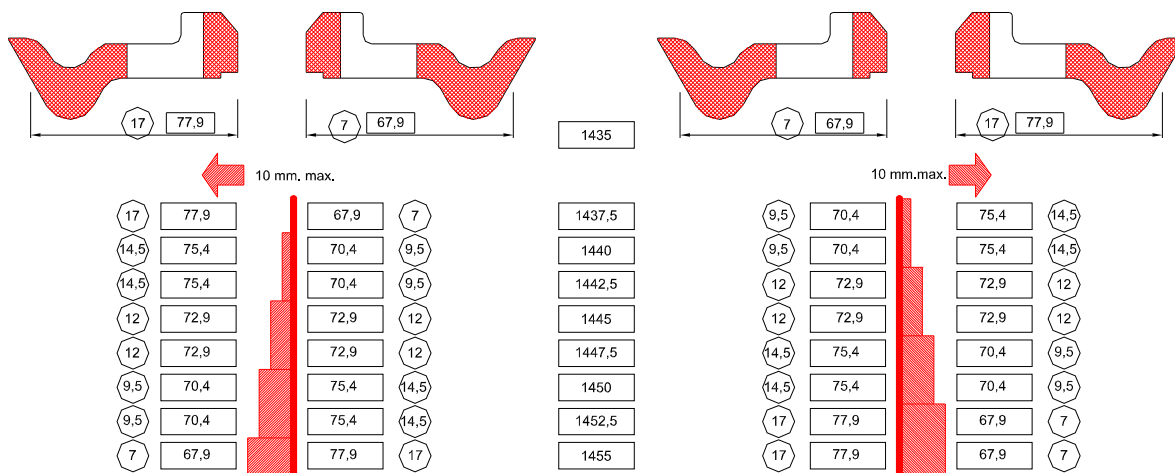 17 77,9 7 67,9 1435 7 67,9 17 77,9
10 mm. max. 10 mm.max.
17 77,9 67,9 7 1437,5 9,5 70,4 75,4 14,5
14,5 75,4 70,4 9,5 1440 9,5 70,4 75,4 14,5
14,5 75,4 70,4 9,5 1442,5 12 72,9 72,9 12
12 72,9 72,9 12 1445 12 72,9 72,9 12
12 72,9 72,9 12 1447,5 14,5 75,4 70,4 9,5
9,5 70,4 75,4 14,5 1450 14,5 75,4 70,4 9,5
9,5 70,4 75,4 14,5 1452,5 17 77,9 67,9 7
7 67,9 77,9 17 1455 17 77,9 67,9 7